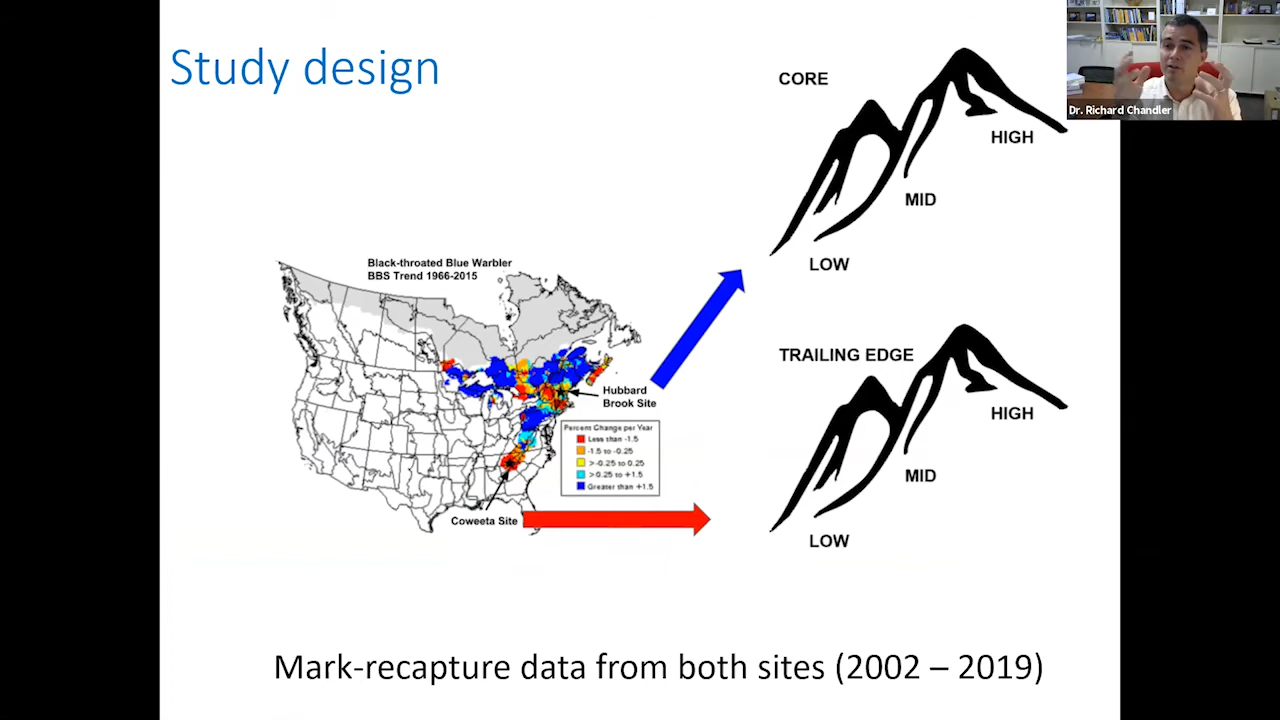 Study design
CORE
HIGH
MID
LOW
Dr. Richard Chandler
Black-throated Blue Warbler
BBS Trend 1966-2015
Hubbard
Brook Site
Percent Change per Year
Less than -1.5
-1.5 to -0.25
> -0.25 to 0.25
> 0.25 to +1.5
Greater than +1.5
Coweeta Site
TRAILING EDGE
HIGH
MID
LOW
Mark-recapture data from both sites (2002 – 2019)